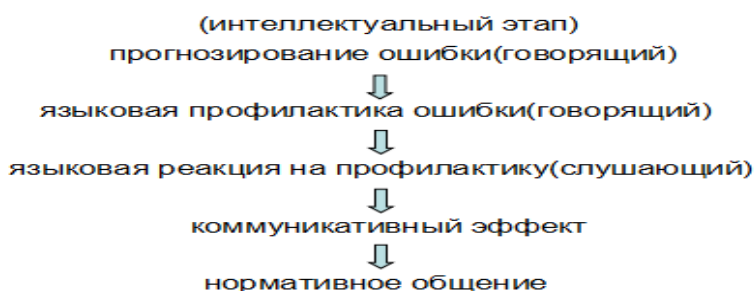 (интеллектуальный этап)
прогнозирование ошибки(говорящий)
языковая профилактика ошибки(говорящий)
языковая реакция на профилактику(слушающий)
коммуникативный эффект
нормативное общение